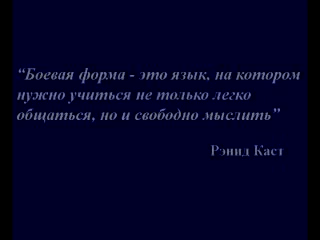 “Боевая форма - это язык, на котором
нужно учиться не только легко
общаться, но и свободно мыслить”
Рэнид Каст